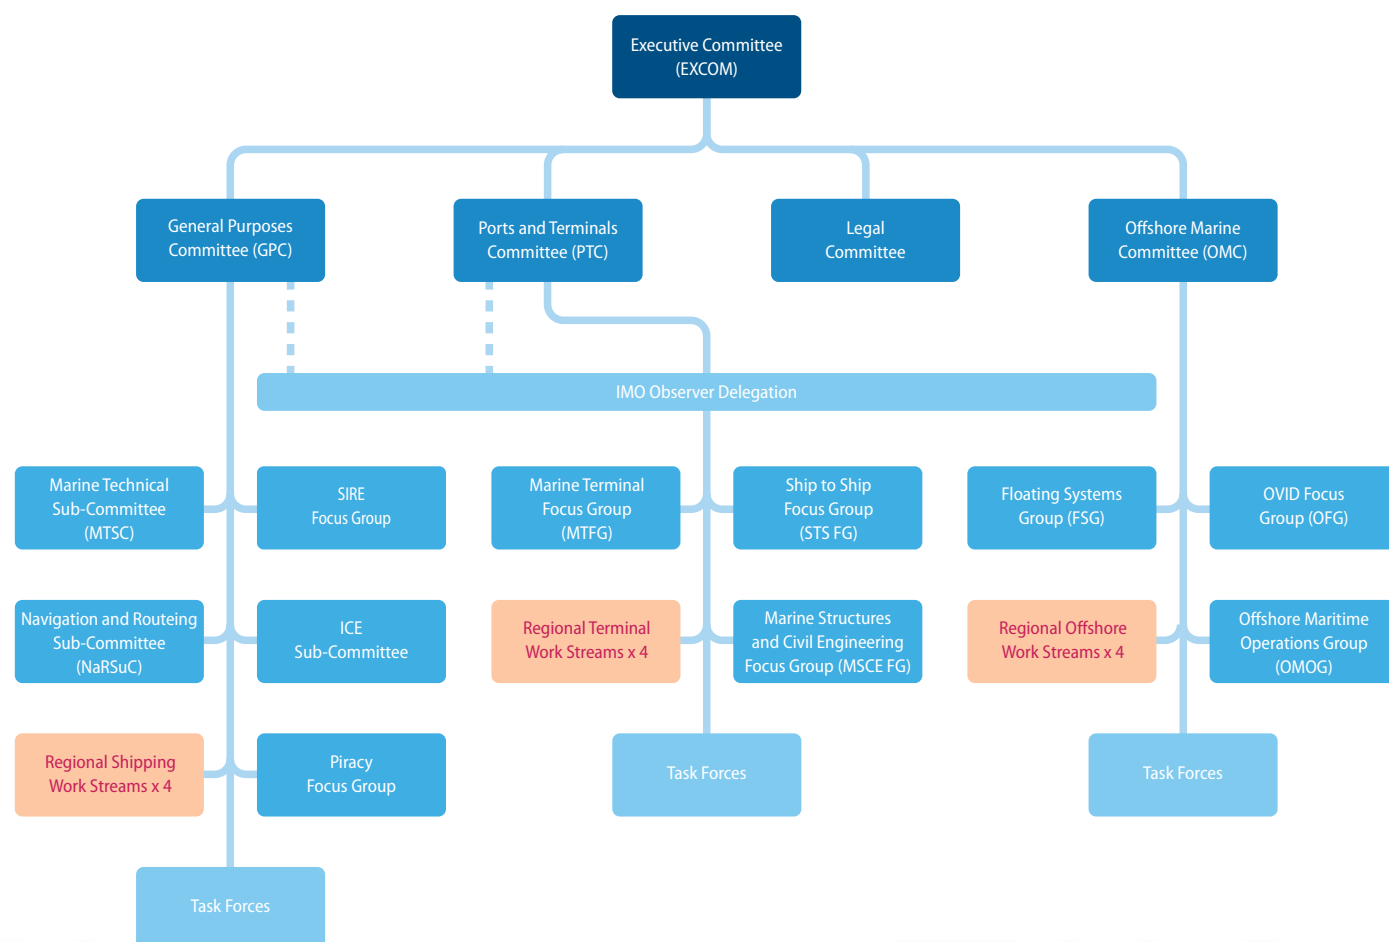 Executive Committee
(EXCOM)
General Purposes
Committee (GPC)
Ports and Terminals
Committee (PTC)
Legal
Committee
Offshore Marine
Committee (OMC)
IMO Observer Delegation
Marine Technical
Sub-Committee
(MTSC)
SIRE
Focus Group
Marine Terminal
Focus Group
(MTFG)
Ship to Ship
Focus Group
(STS FG)
Floating Systems
Group (FSG)
OVID Focus
Group (OFG)
Navigation and Routeing
Sub-Committee
(NaRSuC)
ICE
Sub-Committee
Regional Terminal
Work Streams x 4
Marine Structures
and Civil Engineering
Focus Group (MSCE FG)
Regional Offshore
Work Streams x 4
Offshore Maritime
Operations Group
(OMOG)
Regional Shipping
Work Streams x 4
Piracy
Focus Group
Task Forces
Task Forces
Task Forces